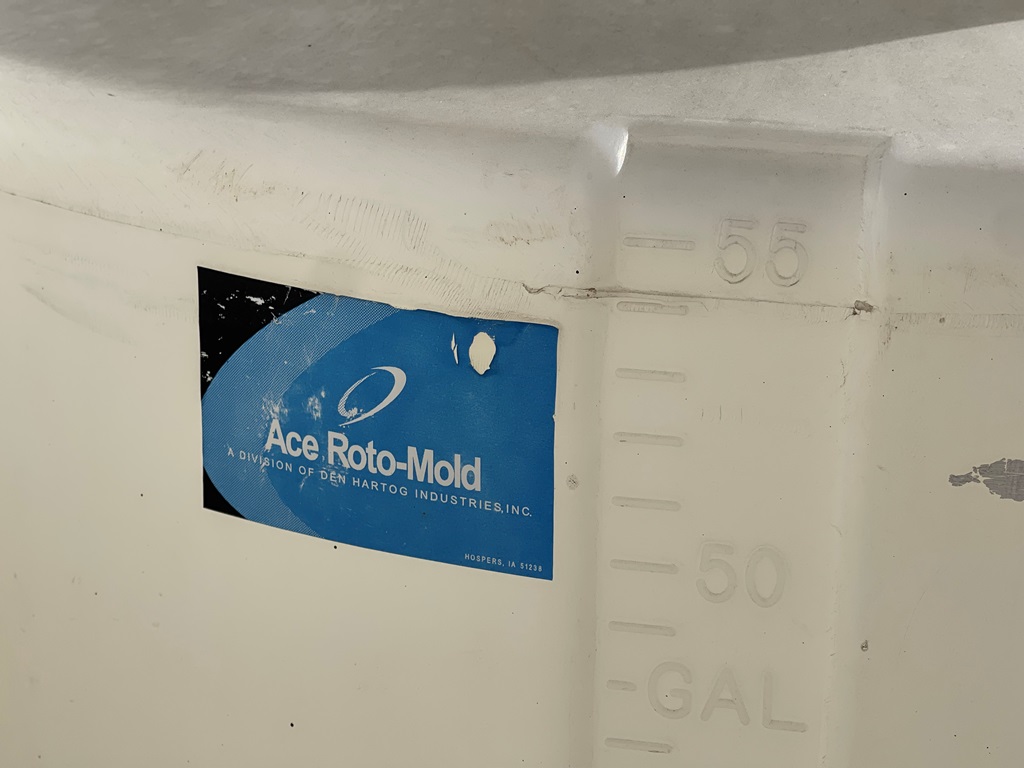 55
Ace Roto-Mold
A DIVISION OF DEN HARTOG INDUSTRIES,INC.
HOSPERS, IA 51238
50
GAL